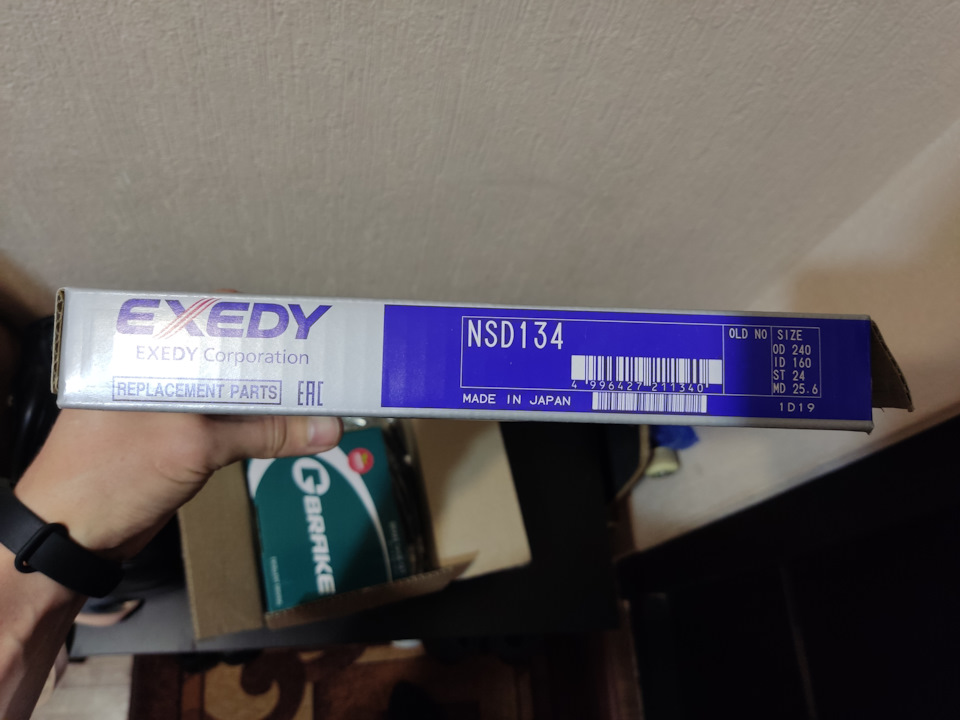 EXEDY
EXEDY Corporation
REPLACEMENT PARTS EAC
NSD134
4 996427 211340
MADE IN JAPAN
OLD NO
SIZE
OD 240
ID 160
ST 24
MD 25.6
1D19
G
BRAKE